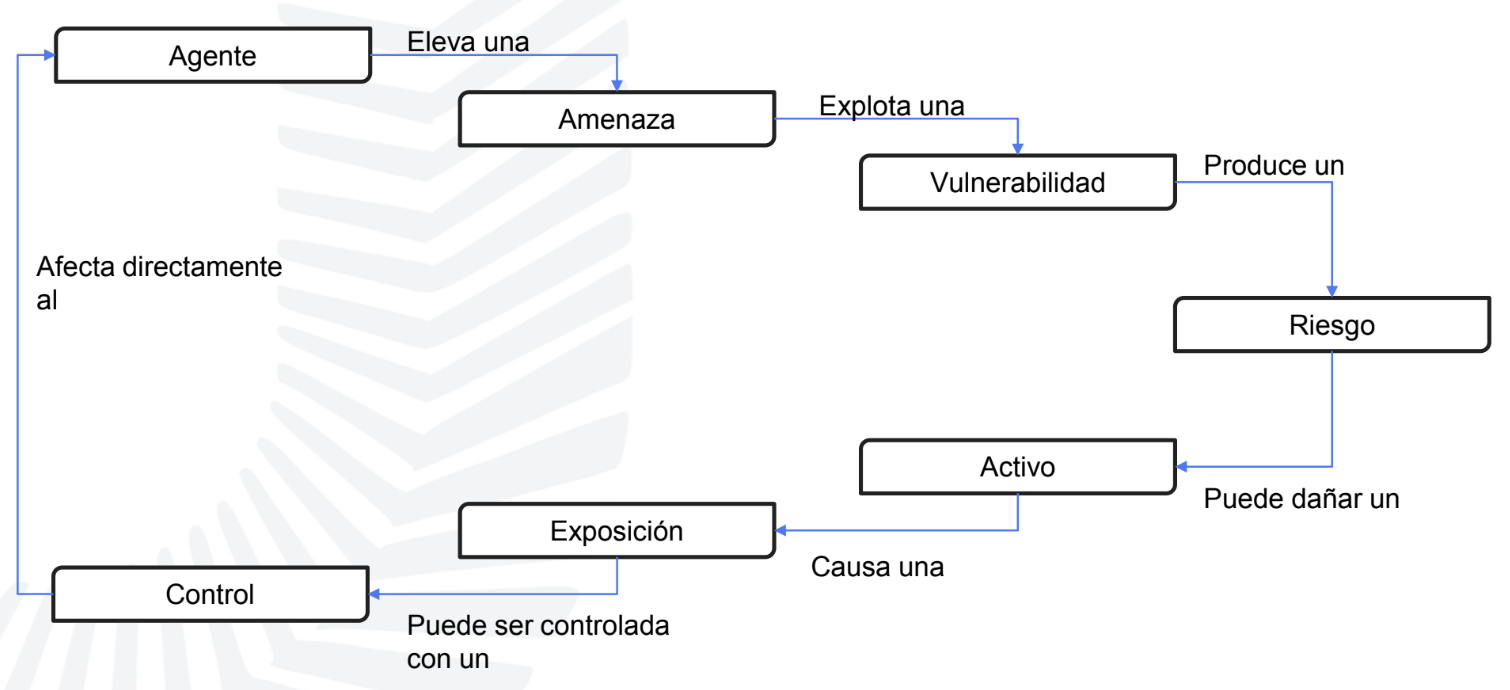 Agente
Eleva una
Amenaza
Explota una
Vulnerabilidad
Produce un
Riesgo
Puede dañar un
Activo
Causa una
Exposición
Puede ser controlada
con un
Control
Afecta directamente
al